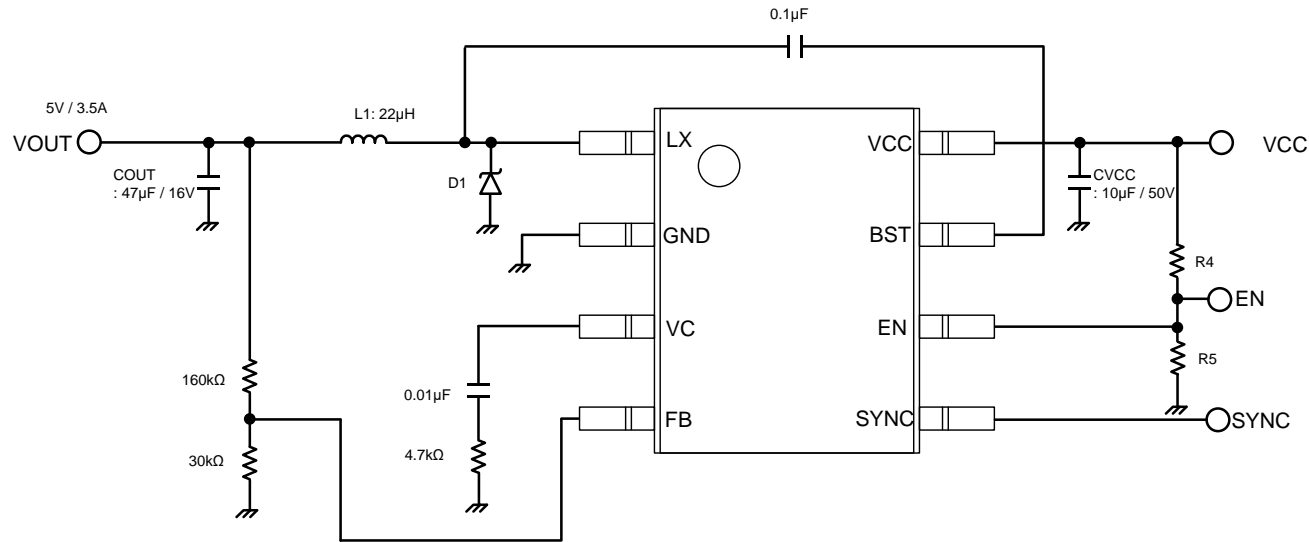 0.1µF
5V / 3.5A
L1: 22µH
VOUT
LX
VCC
VCC
COUT
: 47µF / 16V
D1
CVCC
: 10µF / 50V
GND
BST
R4
EN
VC
EN
R5
160kΩ
0.01µF
FB
SYNC
SYNC
30kΩ
4.7kΩ